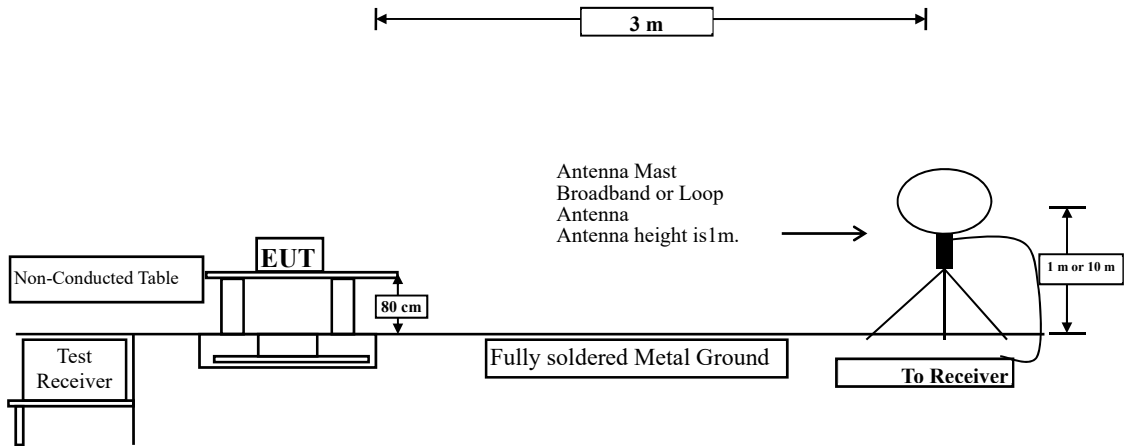 3 m
Antenna Mast
Broadband or Loop
Antenna
Antenna height is1m.
EUT
Non-Conducted Table
80 cm
1 m or 10 m
Test
Receiver
Fully soldered Metal Ground
To Receiver